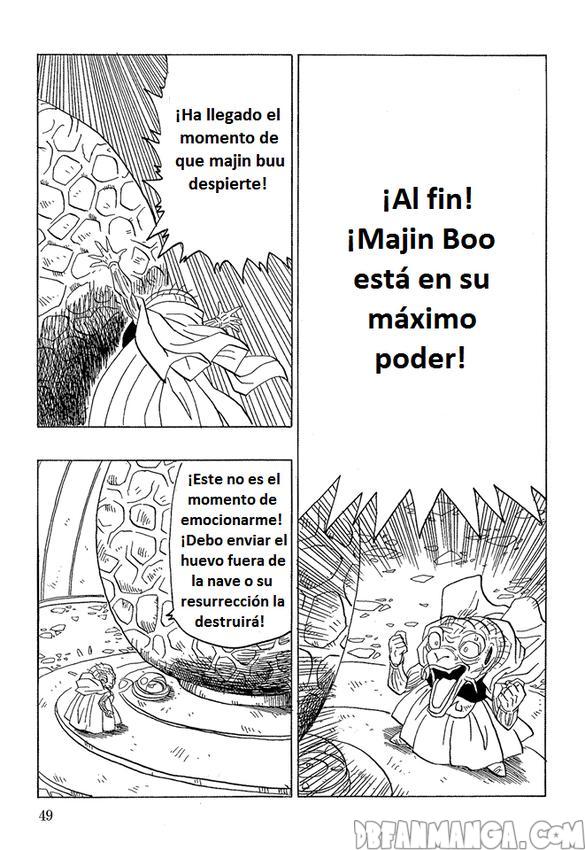 ¡Al fin!
¡Majin Boo
está en su
máximo
poder!
¡Ha llegado el
momento de
que majin buu
despierte!
¡Este no es el
momento de
emocionarme!
¡Debo enviar el
huevo fuera de
la nave o su
resurrección la
destruirá!
49
DBFANMANGA.COM